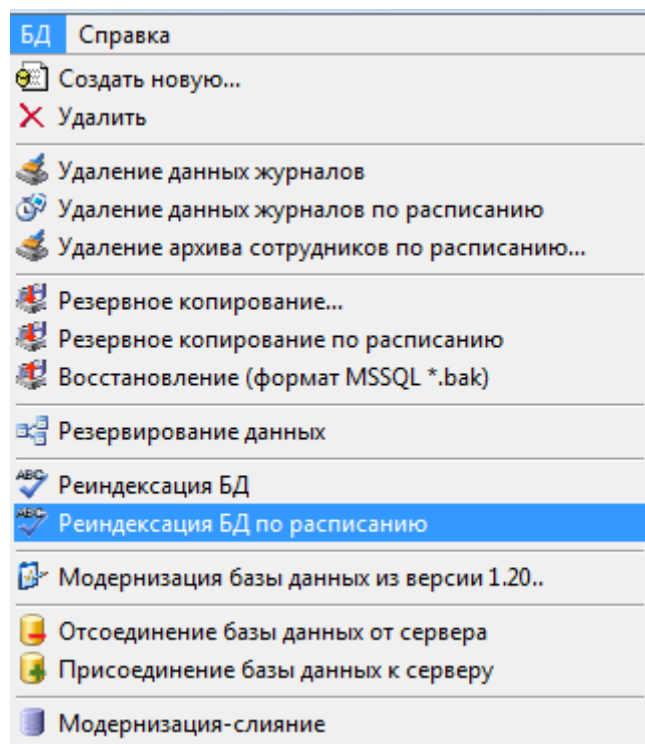 БД Справка
Создать новую...
Удалить
Удаление данных журналов
Удаление данных журналов по расписанию
Удаление архива сотрудников по расписанию...
Резервное копирование...
Резервное копирование по расписанию
Восстановление (формат MSSQL *.bak)
Резервирование данных
ABC Реиндексация БД
ABC Реиндексация БД по расписанию
Модернизация базы данных из версии 1.20..
Отсоединение базы данных от сервера
Присоединение базы данных к серверу
Модернизация-слияние